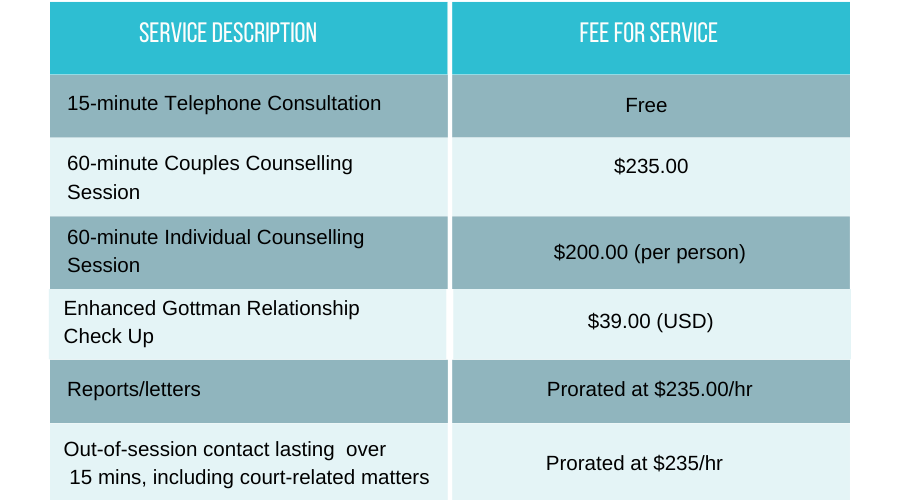 SERVICE DESCRIPTION
FEE FOR SERVICE
15-minute Telephone Consultation
Free
60-minute Couples Counselling
Session
$235.00
60-minute Individual Counselling
Session
$200.00 (per person)
Enhanced Gottman Relationship
Check Up
$39.00 (USD)
Reports/letters
Prorated at $235.00/hr
Out-of-session contact lasting  over
15 mins, including court-related matters
Prorated at $235/hr